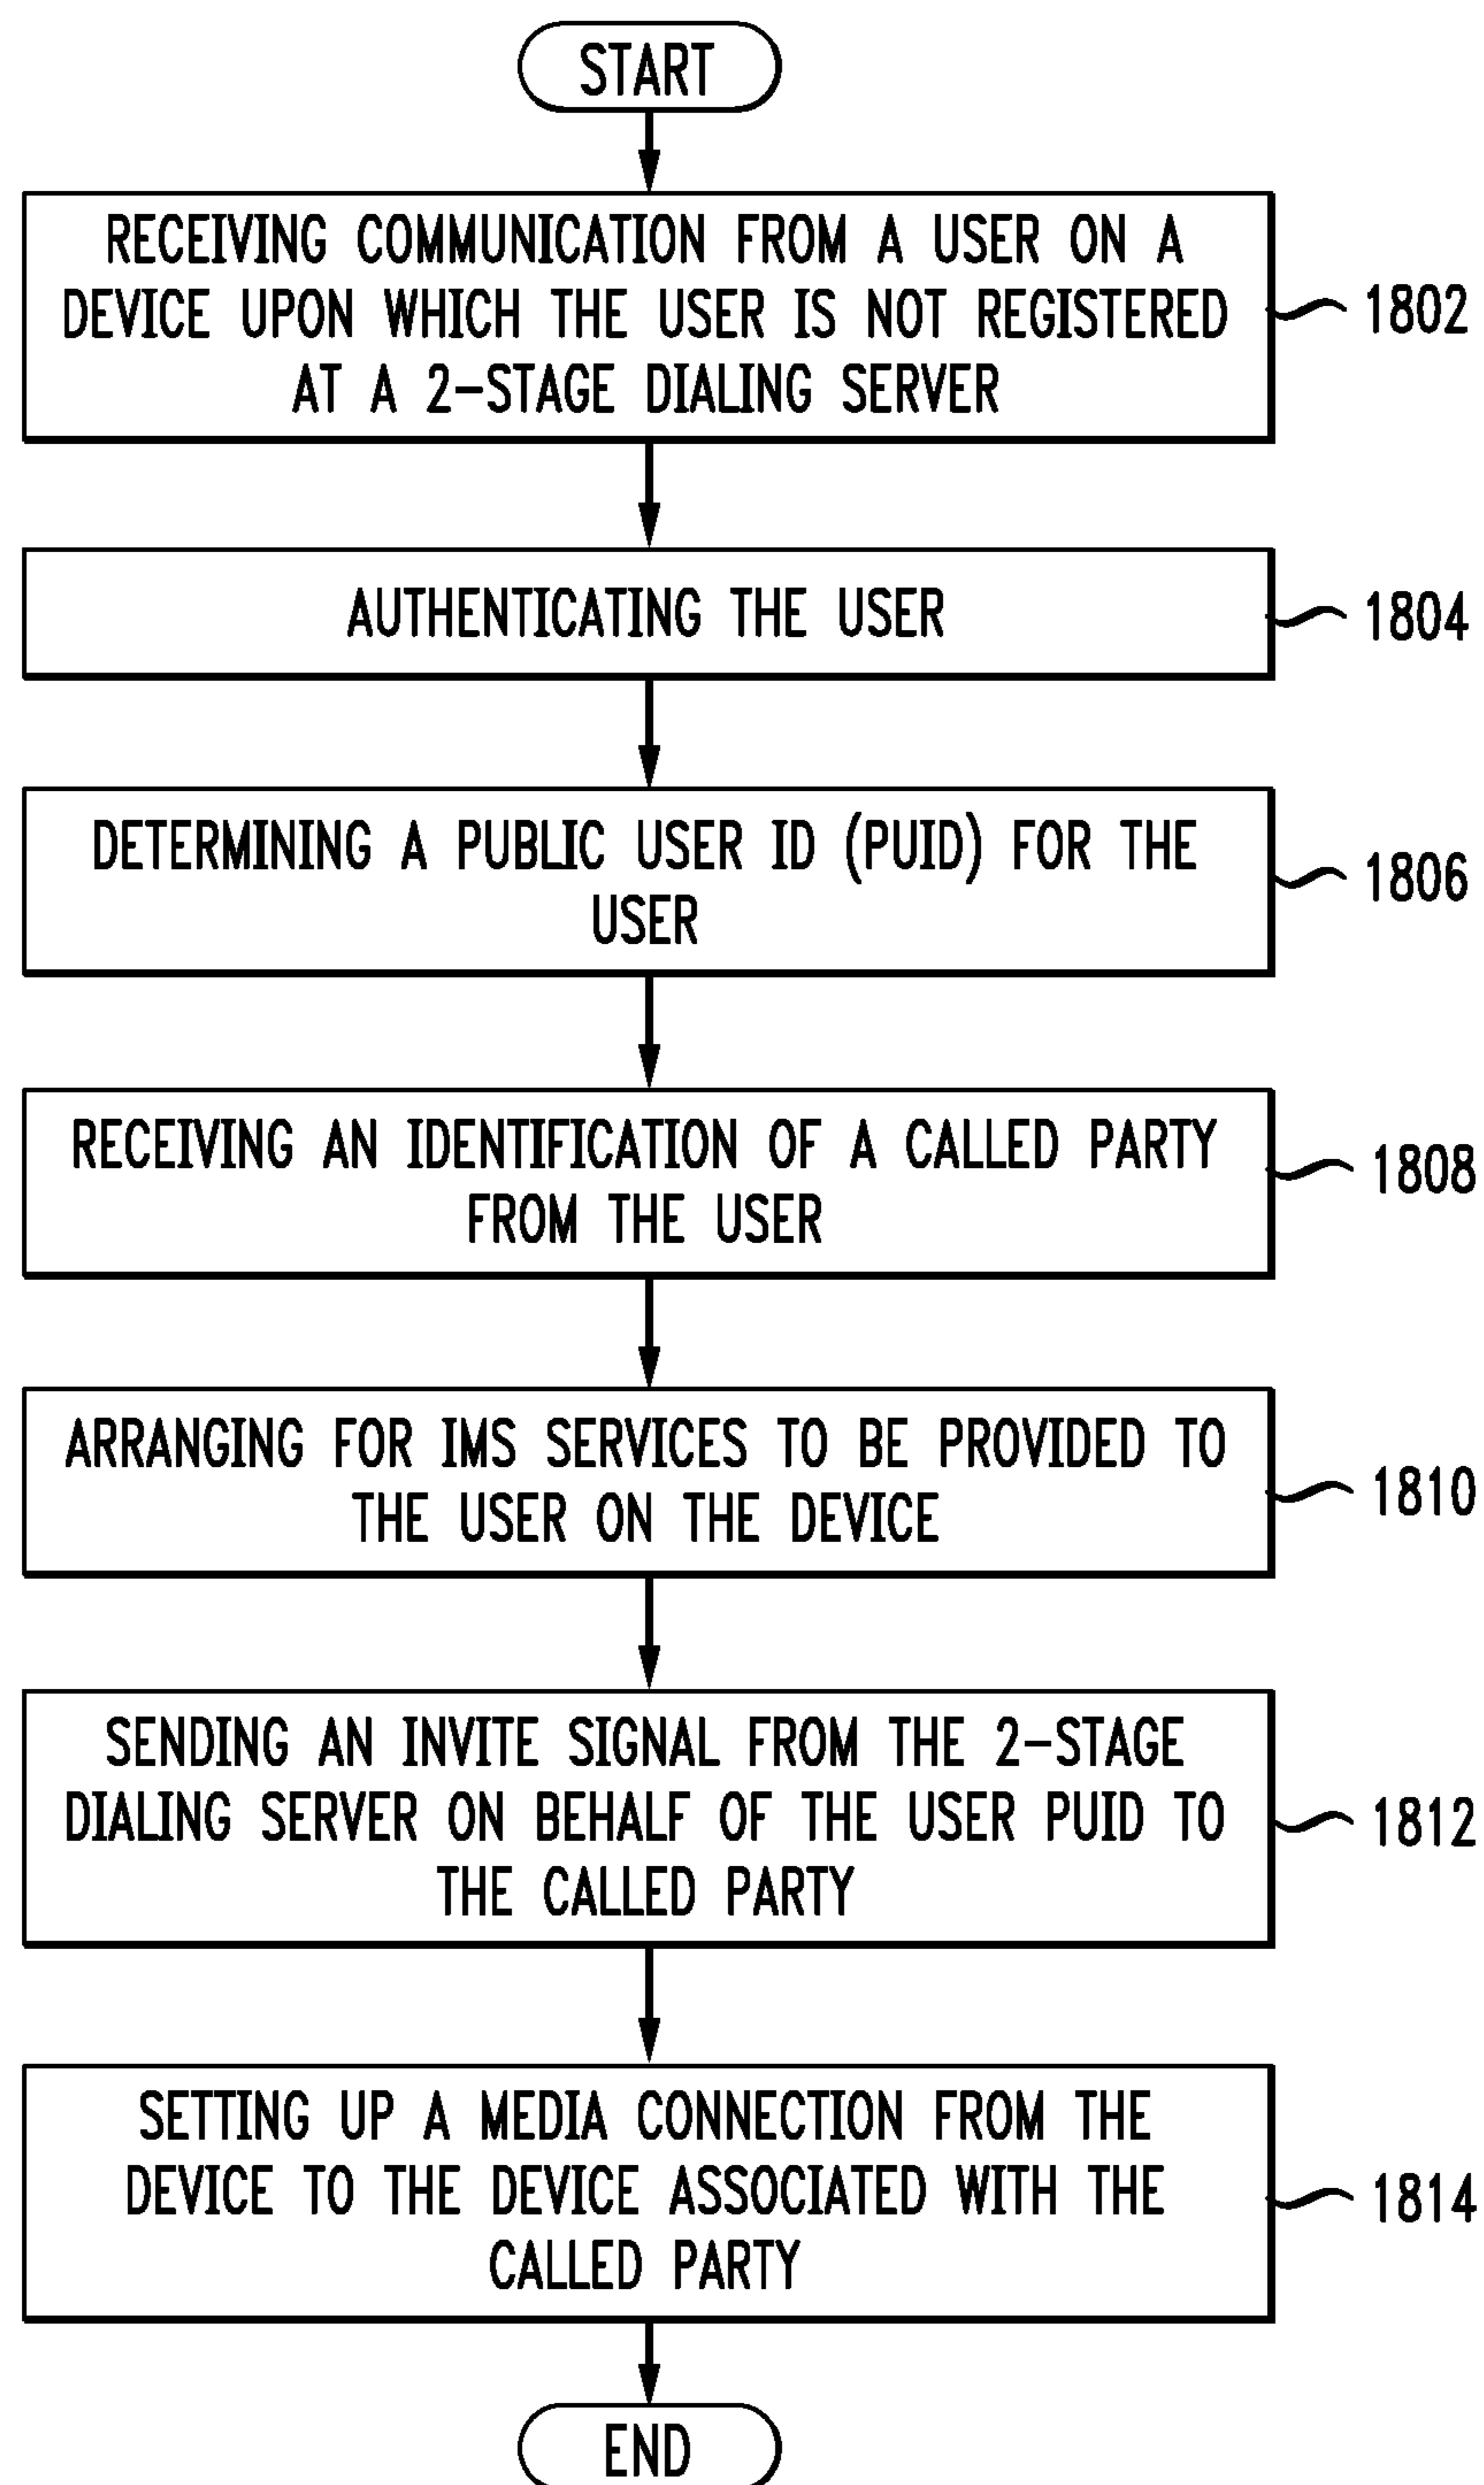 START
RECEIVING COMMUNICATION FROM A USER ON A
DEVICE UPON WHICH THE USER IS NOT REGISTERED
AT A 2-STAGE DIALING SERVER
1802
AUTHENTICATING THE USER
1804
DETERMINING A PUBLIC USER ID (PUID) FOR THE
USER
1806
RECEIVING AN IDENTIFICATION OF A CALLED PARTY
FROM THE USER
1808
ARRANGING FOR IMS SERVICES TO BE PROVIDED TO
THE USER ON THE DEVICE
1810
SENDING AN INVITE SIGNAL FROM THE 2-STAGE
DIALING SERVER ON BEHALF OF THE USER PUID TO
THE CALLED PARTY
1812
SETTING UP A MEDIA CONNECTION FROM THE
DEVICE TO THE DEVICE ASSOCIATED WITH THE
CALLED PARTY
1814
END